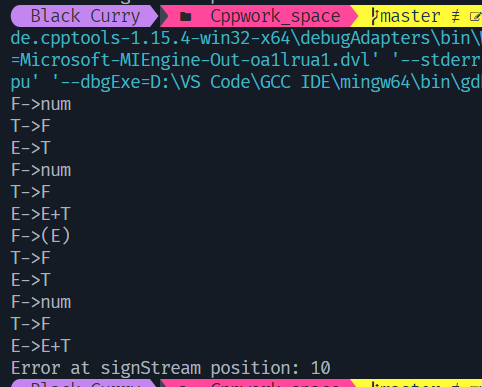 Black Curry Cppwork_space master ≢
de.cpptools-1.15.4-win32-x64\debugAdapters\bin\
=Microsoft-MIEngine-Out-oa1lrua1.dvl' '--stderr
pu' '--dbgExe=D:\VS Code\GCC IDE\mingw64\bin\gd
F->num
T->F
E->T
F->num
T->F
E->E+T
F->(E)
T->F
E->T
F->num
T->F
E->E+T
Error at signStream position: 10